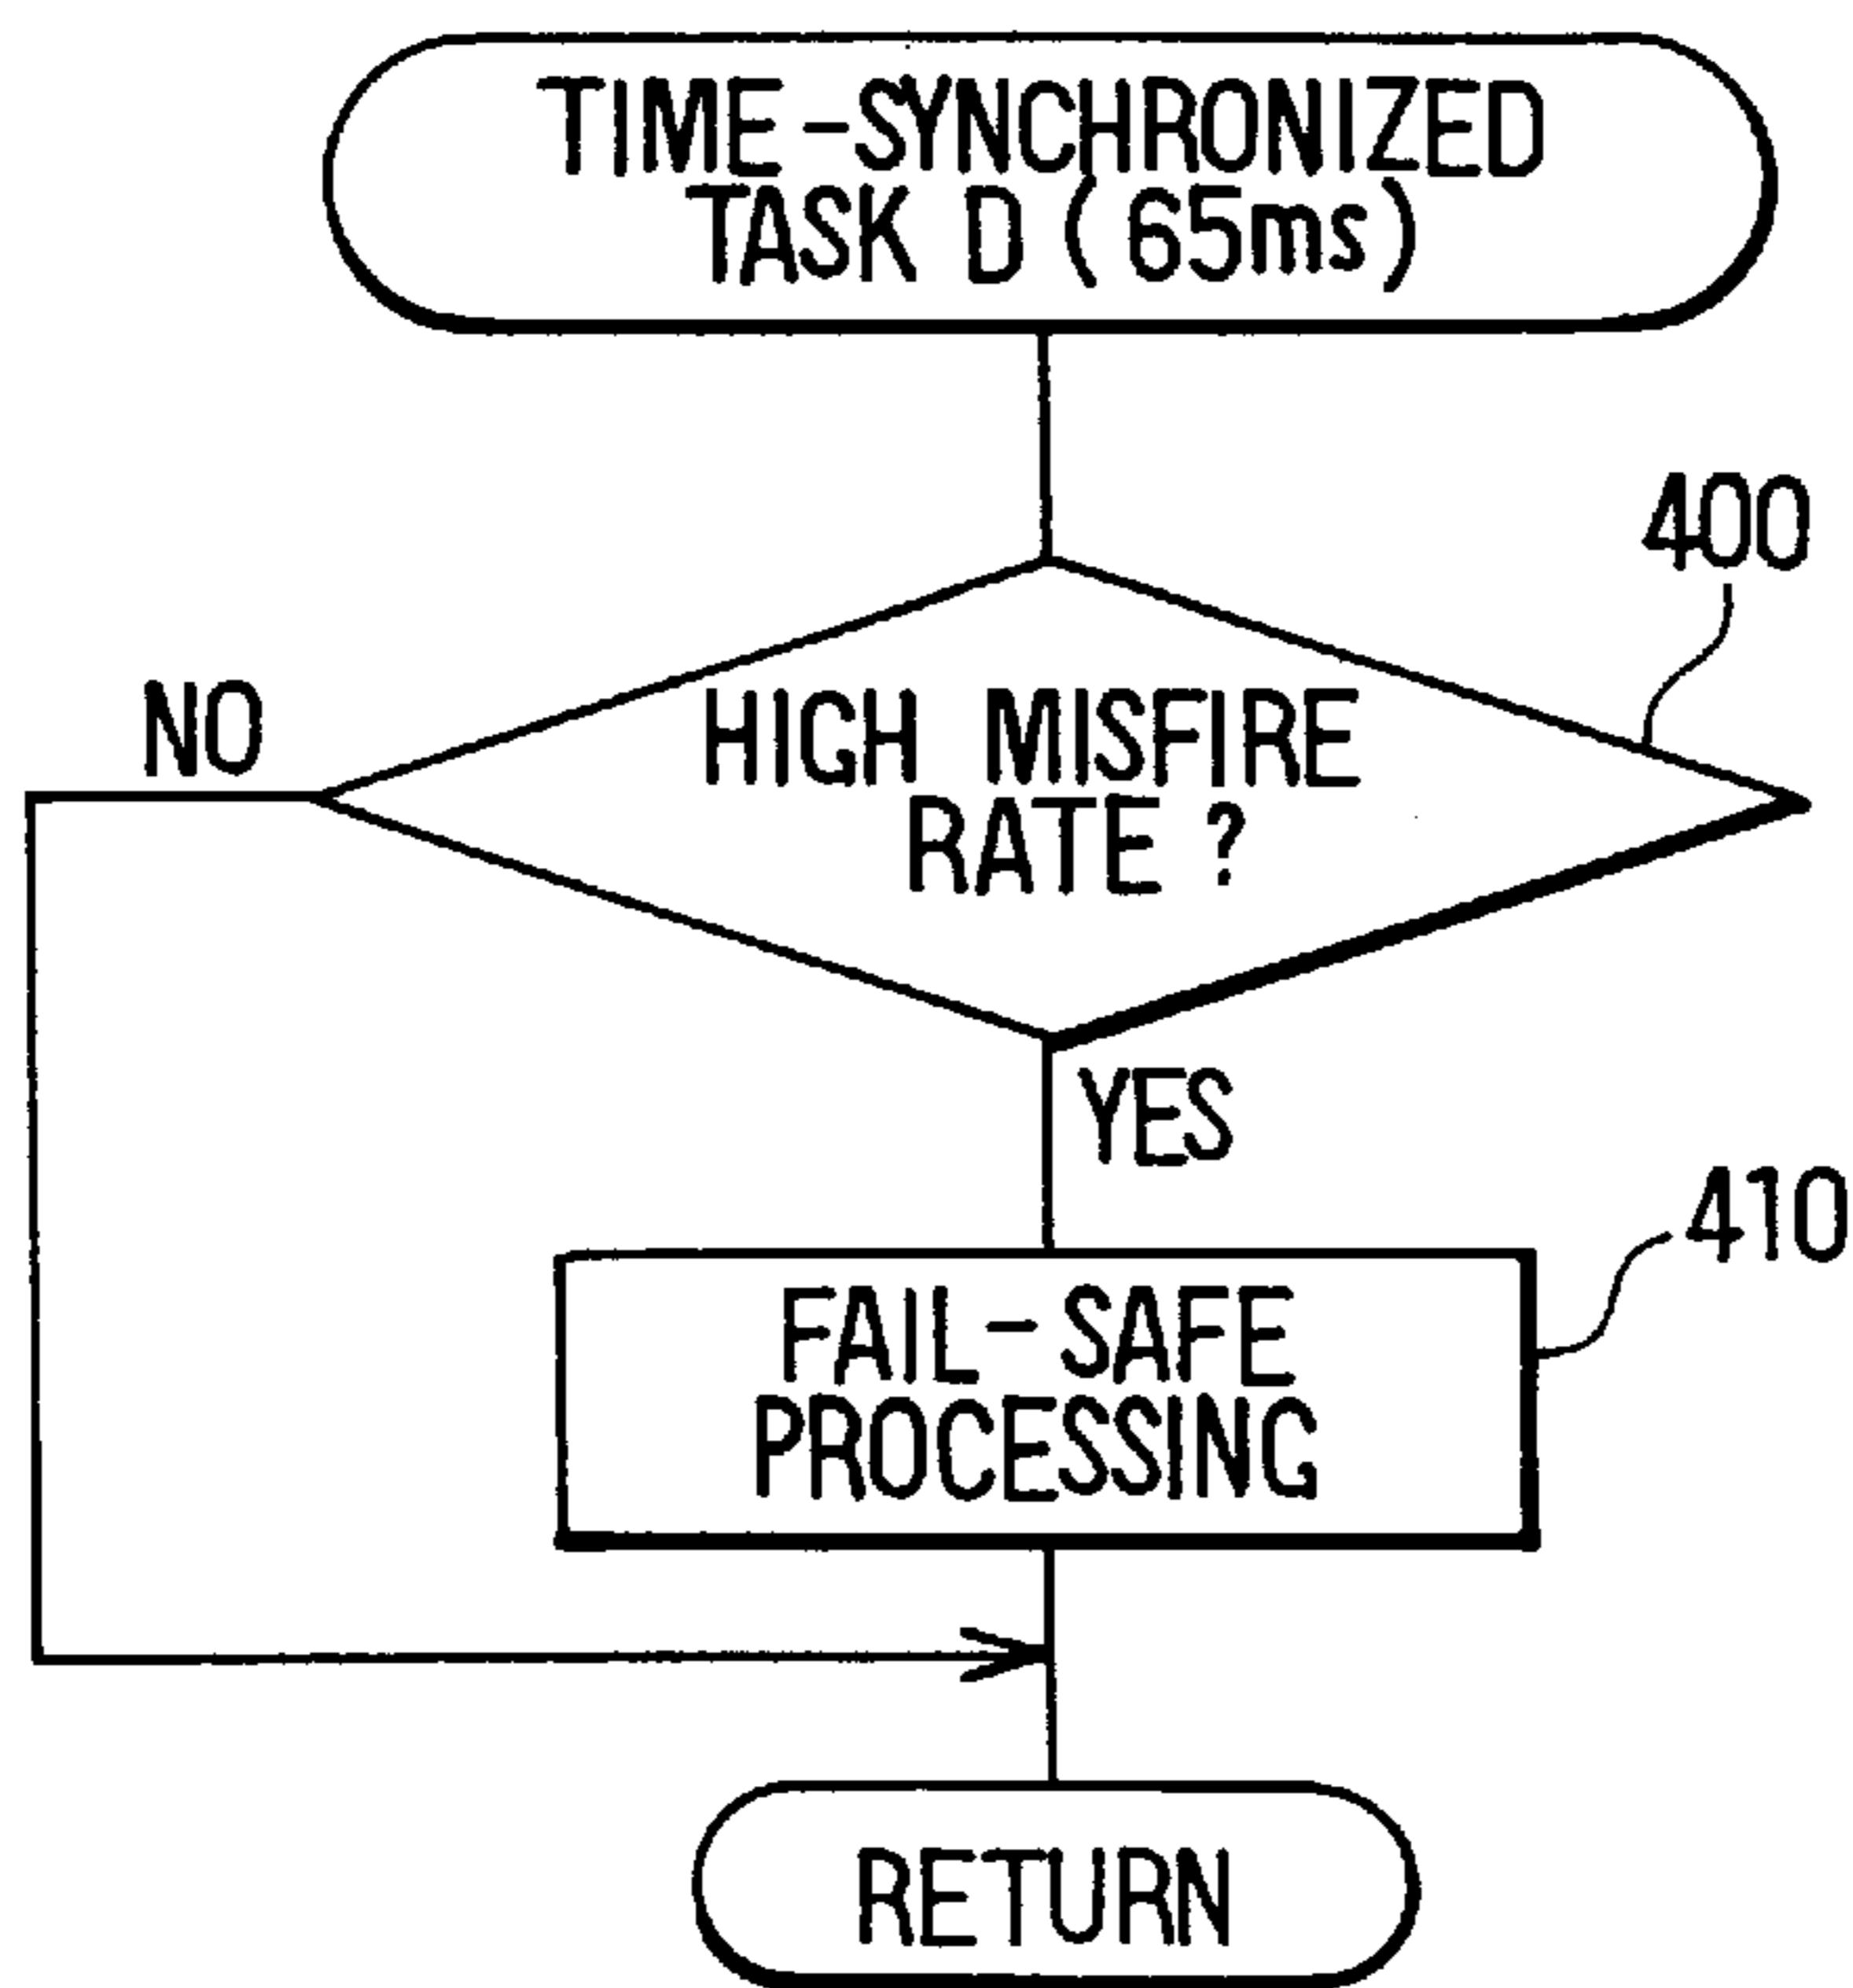 TIME-SYNCHRONIZED
TASK D (65ms)
400
NO
HIGH MISFIRE
RATE ?
YES
410
FAIL-SAFE
PROCESSING
RETURN